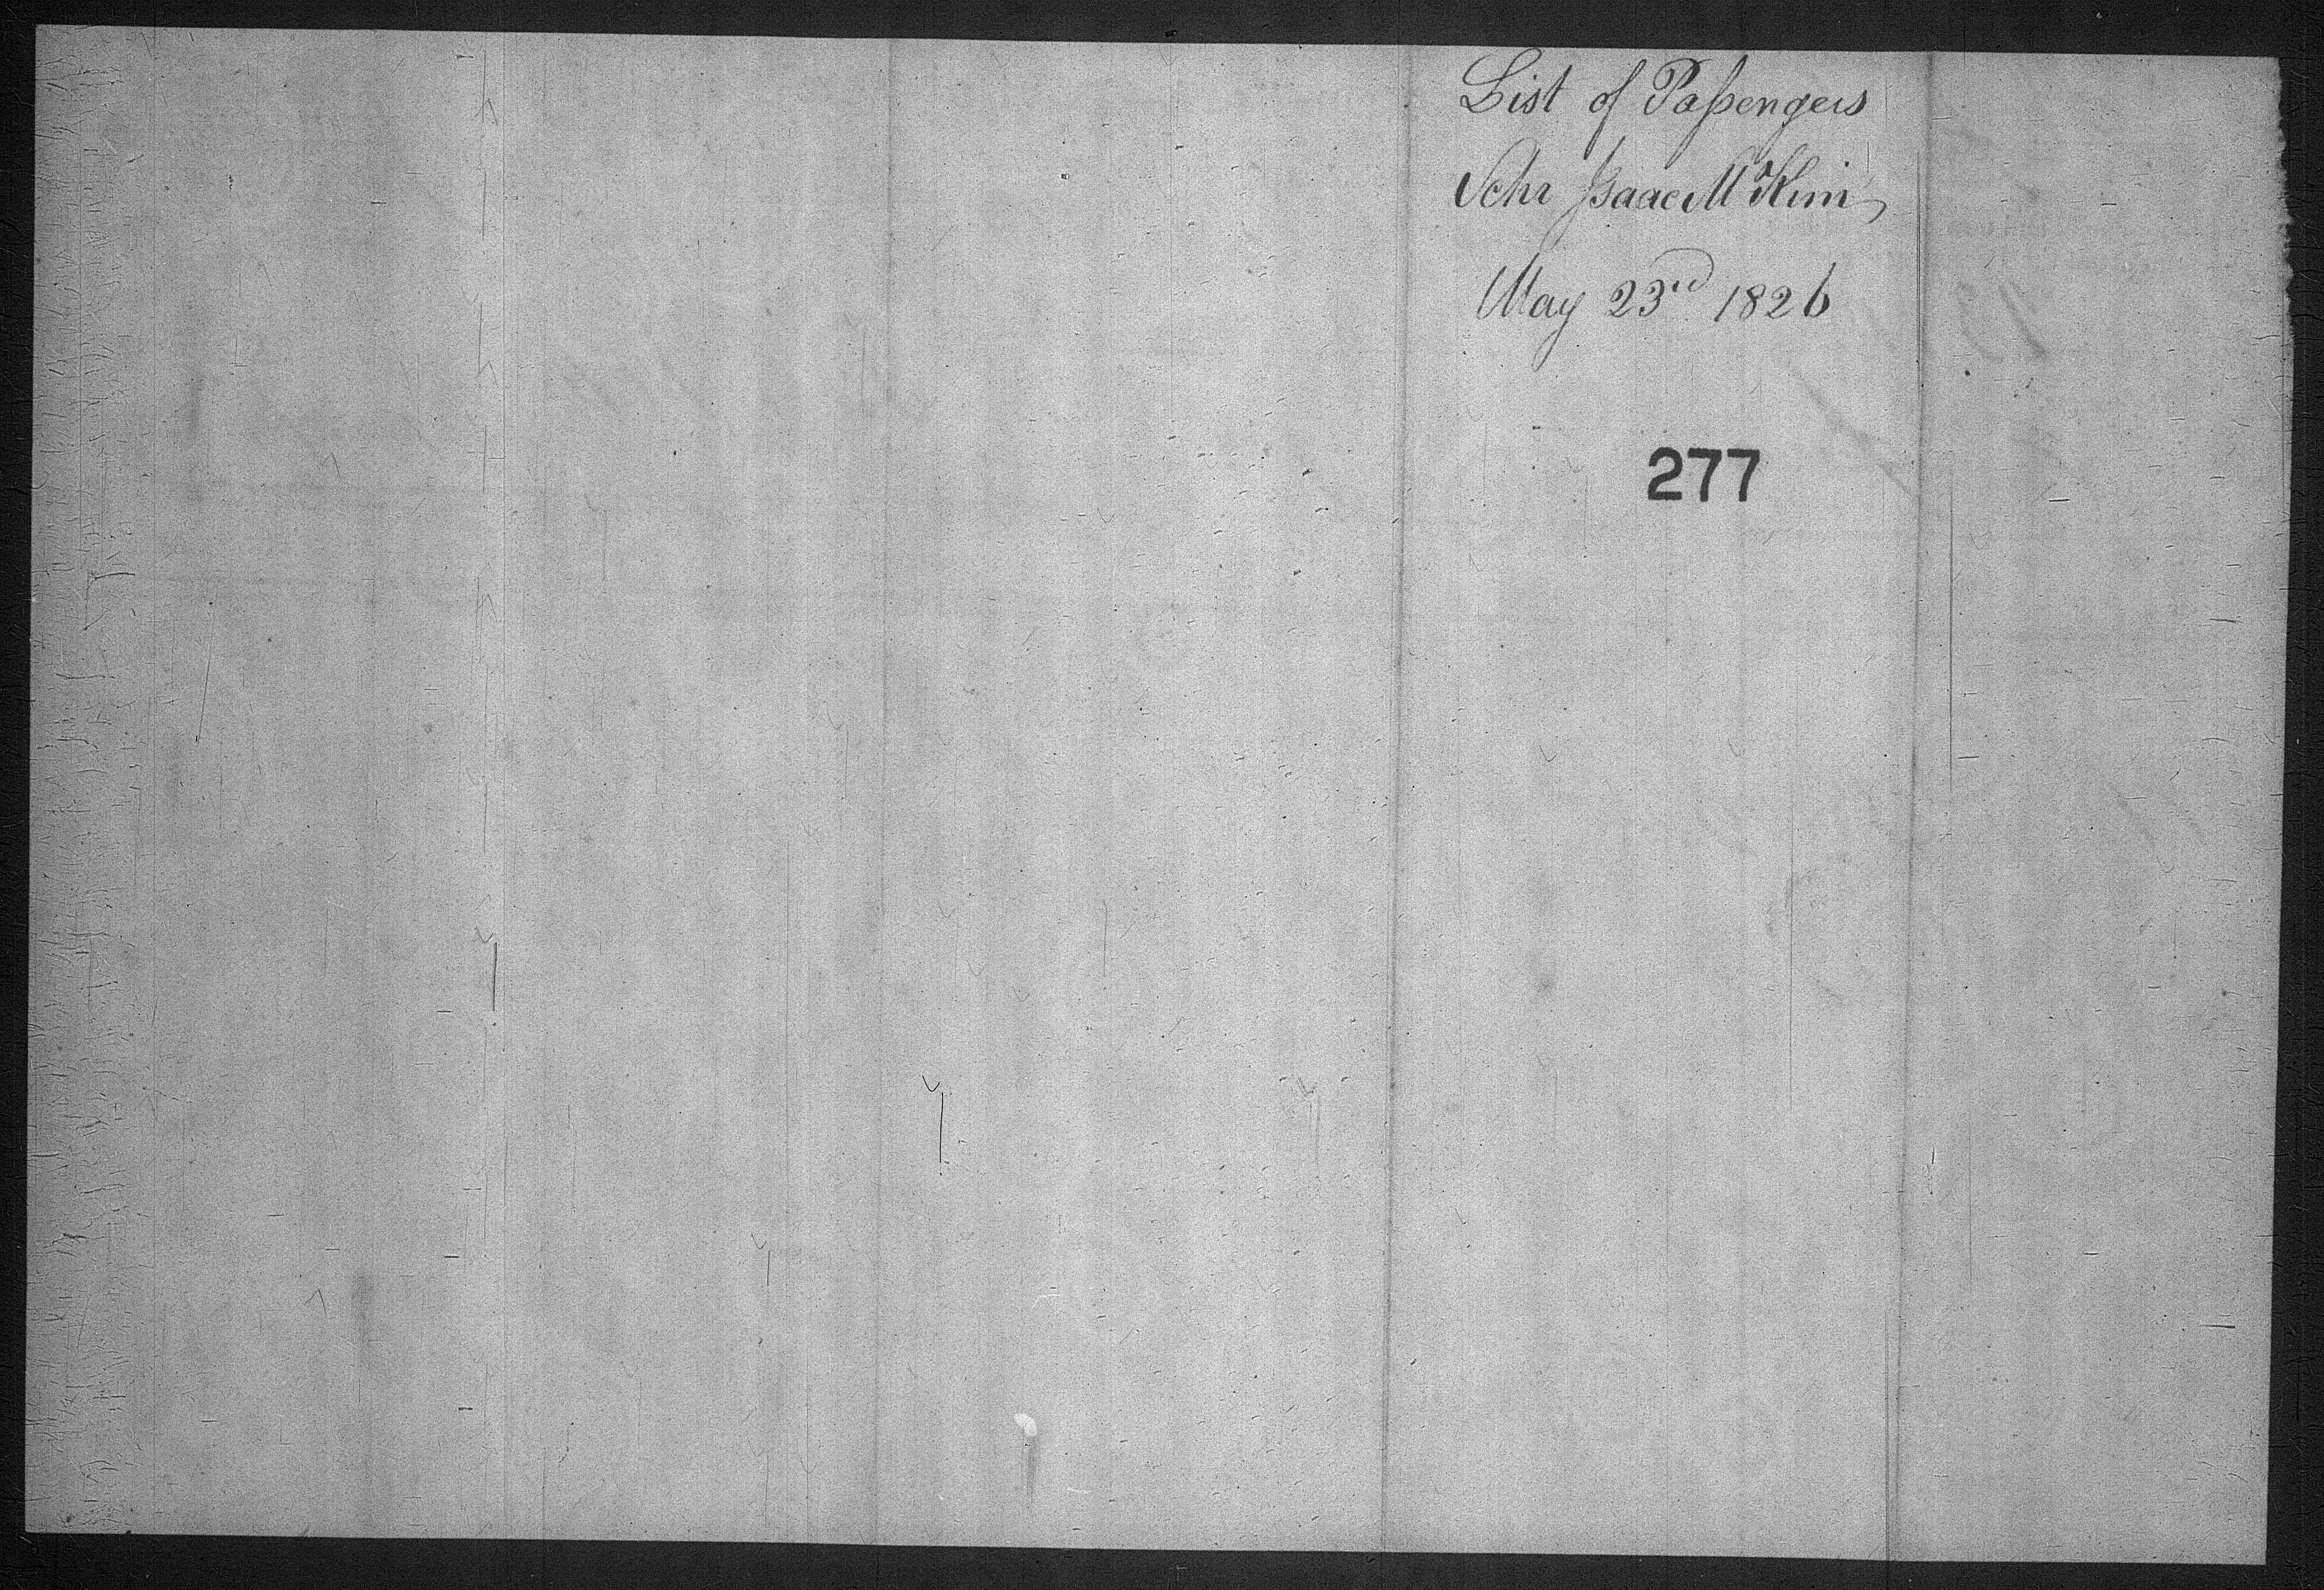 List of Passengers
Schr Isaac McKim
May 23rd 1826
277